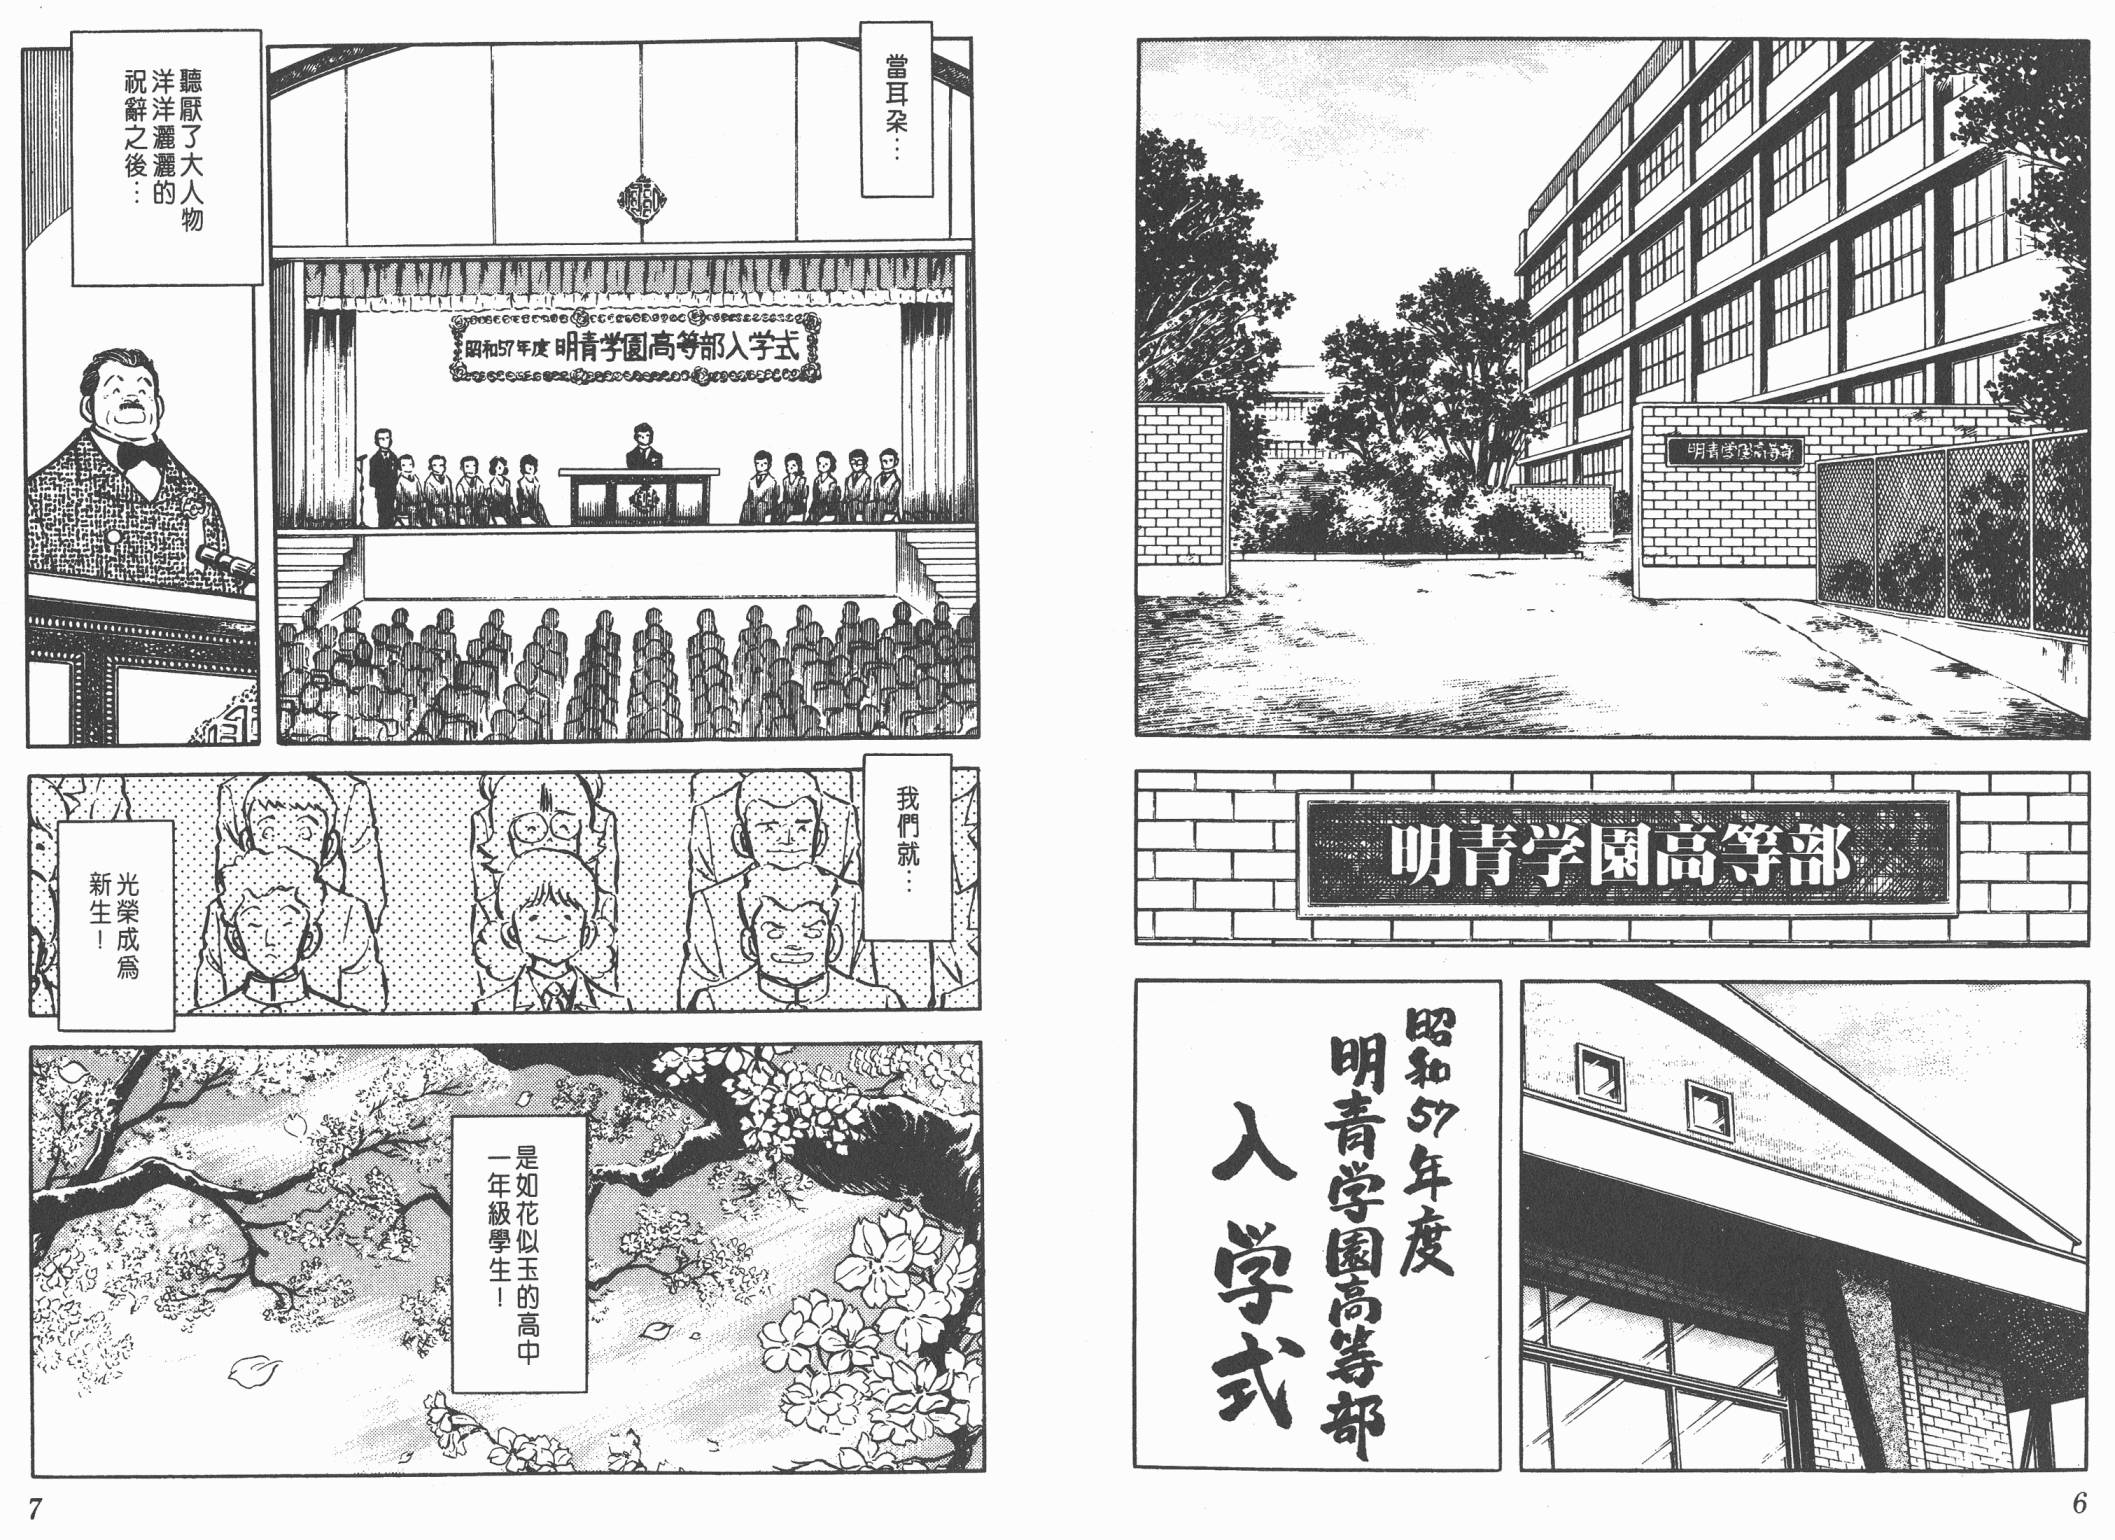 明青学園高等部
明青学園高等部
昭和57年度
明青学園高等部
入学式
6
當耳朶…
昭和57年度 明青学園高等部入学式
聽厭了大人物
洋洋灑灑的
祝辭之後…
我們就…
光榮成爲
新生！
是如花似玉的高中
一年級學生！
7